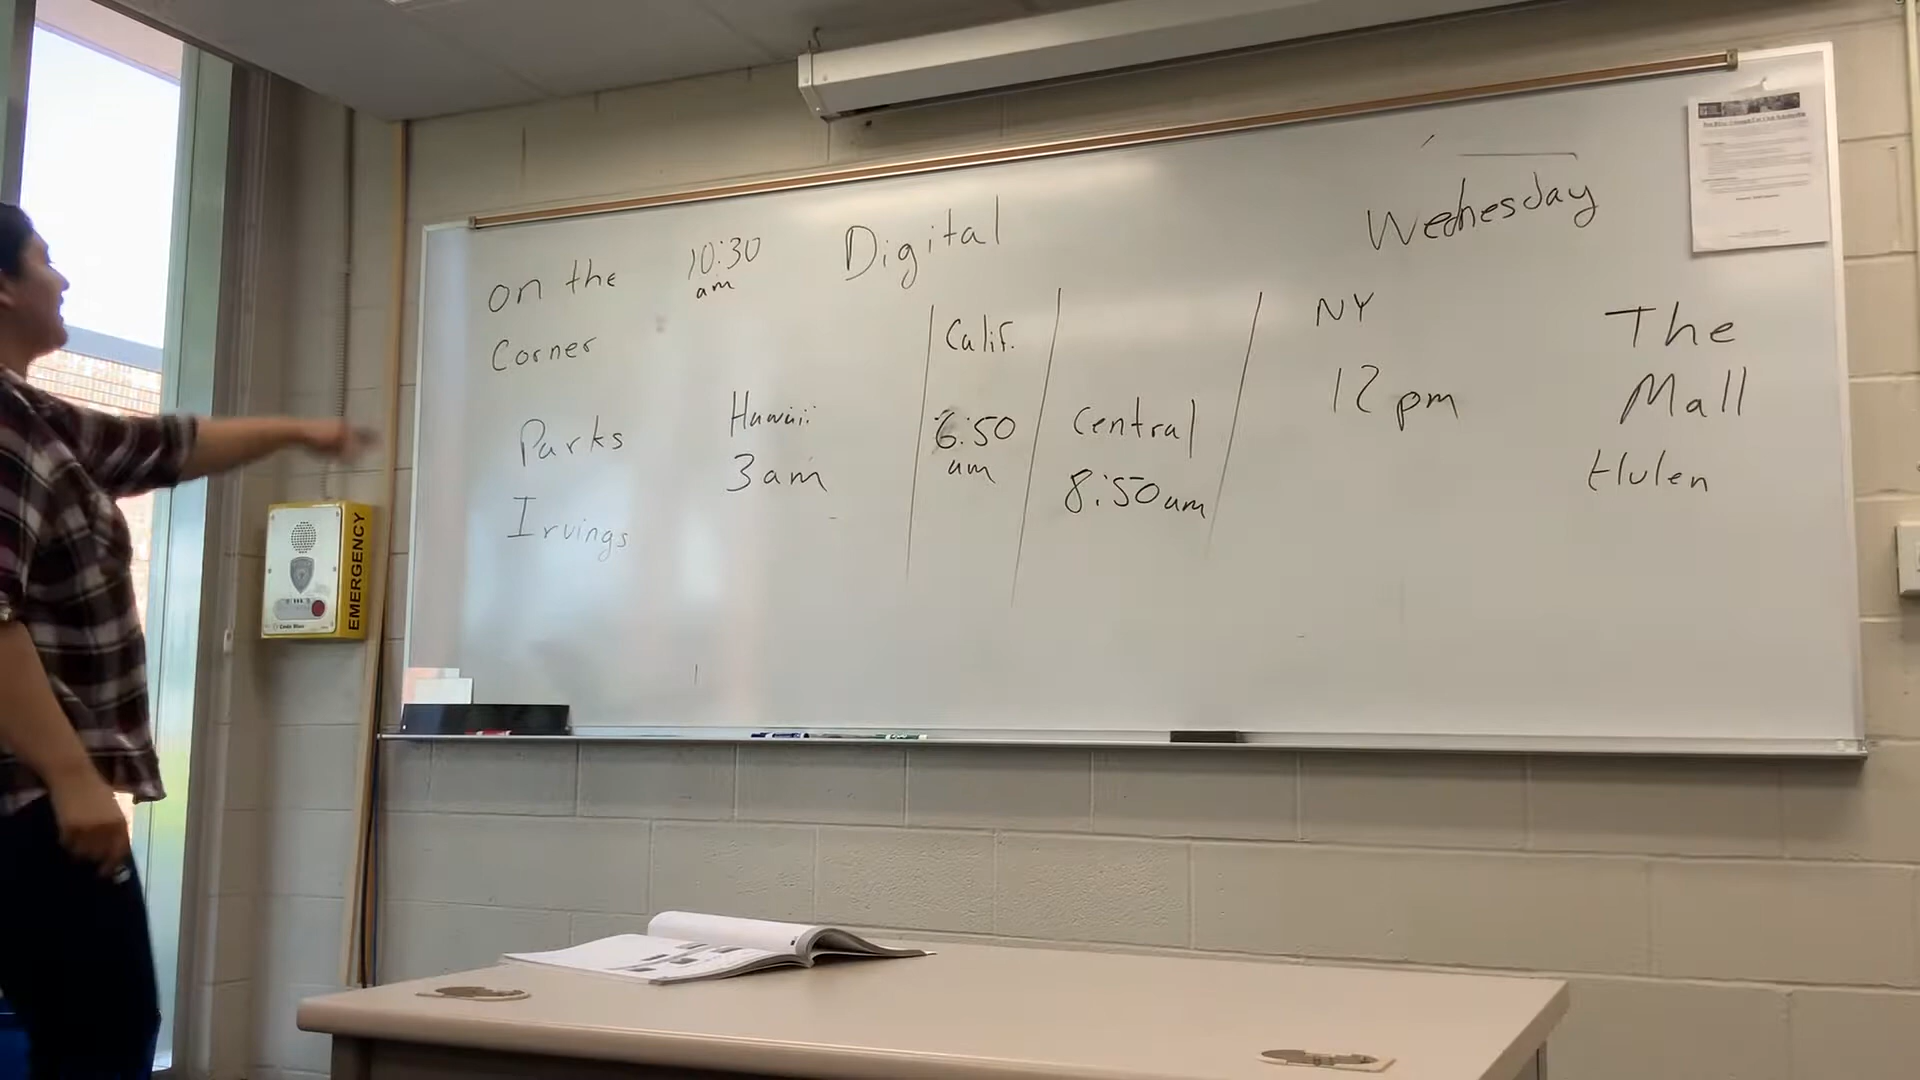 on the
Corner
10:30
am
Digital
Wednesday
Parks
Irvings
Hawaii
3am
Calif.
6:50
am
Central
8:50am
NY
12 pm
The
Mall
Hulen
EMERGENCY